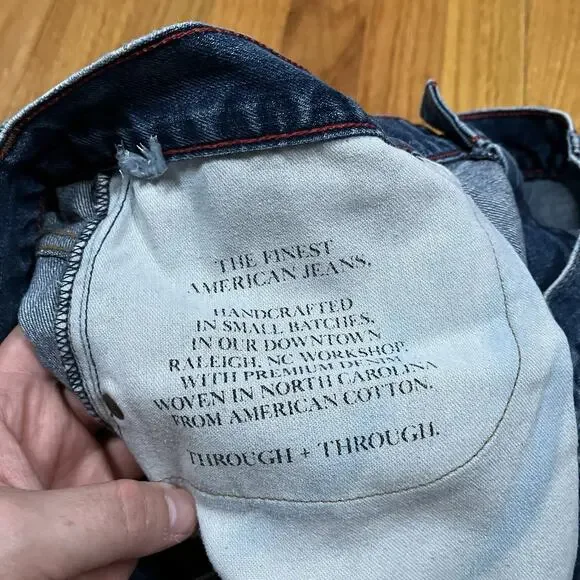 THE FINEST
AMERICAN JEANS.
HANDCRAFTED
IN SMALL BATCHES,
IN OUR DOWNTOWN
RALEIGH, NC WORKSHOP.
WITH PREMIUM DENIM
WOVEN IN NORTH CAROLINA
FROM AMERICAN COTTON.
THROUGH + THROUGH.